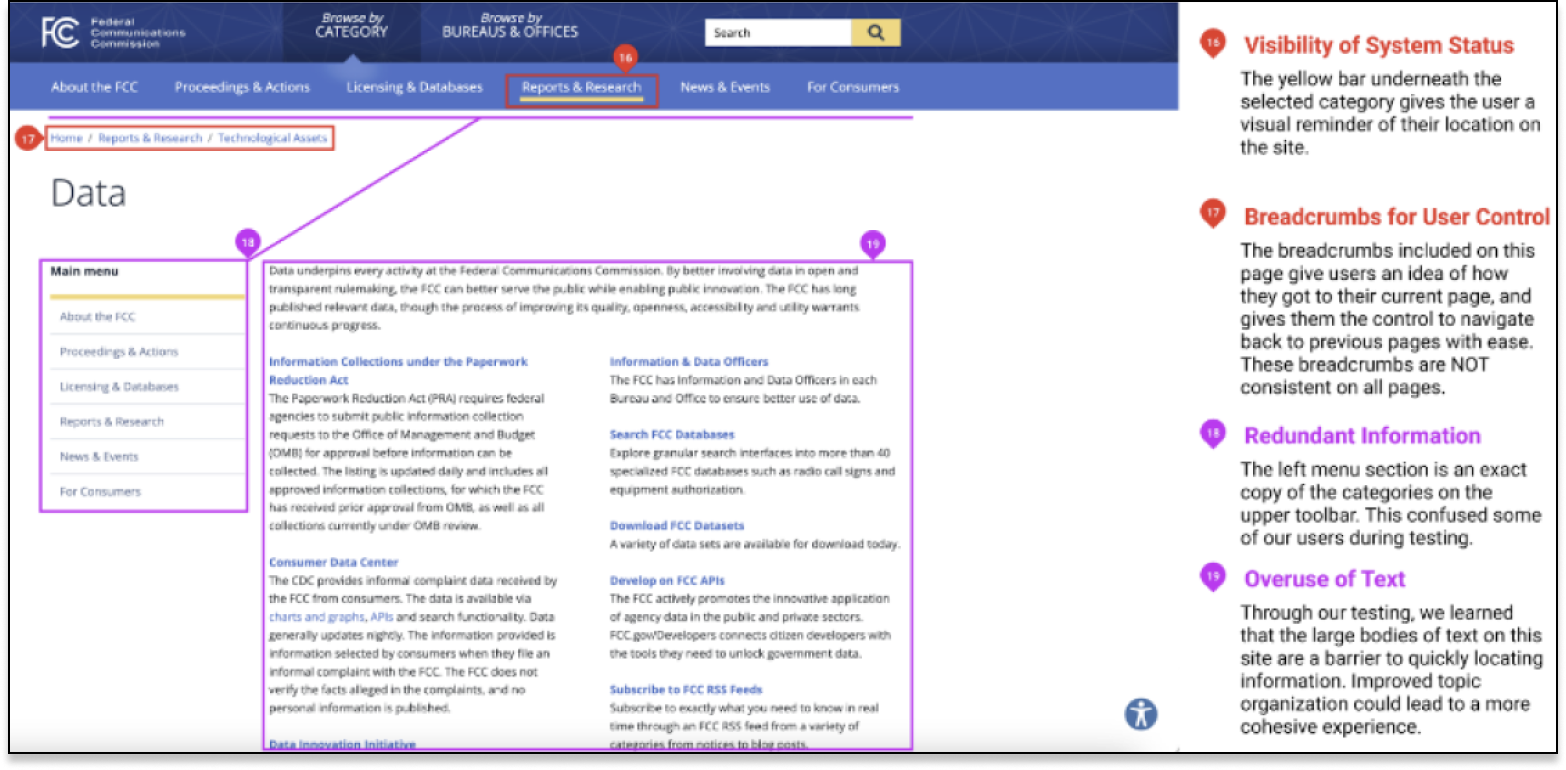 FCC Federal
Communications
Commission
Browse by
CATEGORY
Browse by
BUREAUS & OFFICES
Search
16
About the FCC
Proceedings & Actions
Licensing & Databases
Reports & Research
News & Events
For Consumers
17
Home / Reports & Research / Technological Assets
Data
18
19
Main menu
About the FCC
Proceedings & Actions
Licensing & Databases
Reports & Research
News & Events
For Consumers
Data underpins every activity at the Federal Communications Commission. By better involving data in open and
transparent rulemaking, the FCC can better serve the public while enabling public innovation. The FCC has long
published relevant data, though the process of improving its quality, openness, accessibility and utility warrants
continuous progress.
Information Collections under the Paperwork
Reduction Act
The Paperwork Reduction Act (PRA) requires federal
agencies to submit public information collection
requests to the Office of Management and Budget
(OMB) for approval before information can be
collected. The listing is updated daily and includes all
approved information collections, for which the FCC
has received prior approval from OMB, as well as all
collections currently under OMB review.
Consumer Data Center
The CDC provides informal complaint data received by
the FCC from consumers. The data is available via
charts and graphs, APIs and search functionality. Data
generally updates nightly. The information provided is
information selected by consumers when they file an
informal complaint with the FCC. The FCC does not
verify the facts alleged in the complaints, and no
personal information is published.
Data Innovation Initiative
Information & Data Officers
The FCC has Information and Data Officers in each
Bureau and Office to ensure better use of data.
Search FCC Databases
Explore granular search interfaces into more than 40
specialized FCC databases such as radio call signs and
equipment authorization.
Download FCC Datasets
A variety of data sets are available for download today.
Develop on FCC APIs
The FCC actively promotes the innovative application
of agency data in the public and private sectors.
FCC.gov/Developers connects citizen developers with
the tools they need to unlock government data.
Subscribe to FCC RSS Feeds
Subscribe to exactly what you need to know in real
time through an FCC RSS feed from a variety of
categories from notices to blog posts.
16 Visibility of System Status
The yellow bar underneath the
selected category gives the user a
visual reminder of their location on
the site.
17 Breadcrumbs for User Control
The breadcrumbs included on this
page give users an idea of how
they got to their current page, and
gives them the control to navigate
back to previous pages with ease.
These breadcrumbs are NOT
consistent on all pages.
18 Redundant Information
The left menu section is an exact
copy of the categories on the
upper toolbar. This confused some
of our users during testing.
19 Overuse of Text
Through our testing, we learned
that the large bodies of text on this
site are a barrier to quickly locating
information. Improved topic
organization could lead to a more
cohesive experience.